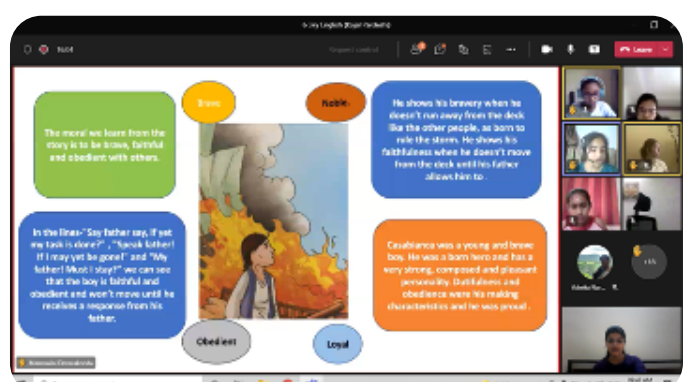 Request control
Leave
Brave
Noble.
The moral we learn from the
story is to be brave, faithful
and obedient with others.
He shows his bravery when he
doesn't run away from the deck
like the other people, as born to
rule the storm. He shows his
faithfulness when he doesn't move
from the deck until his father
allows him to .
In the lines-"Say father say, if yet
my task is done?" , "Speak father!
If I may yet be gone!" and "My
father! Must I stay?" we can see
that the boy is faithful and
obedient and won't move until he
receives a response from his
father.
Casabianca was a young and brave
boy. He was a born hero and has a
very strong, composed and pleasant
personality. Dutifulness and
obedience were his making
characteristics and he was proud .
Obedient
Loyal